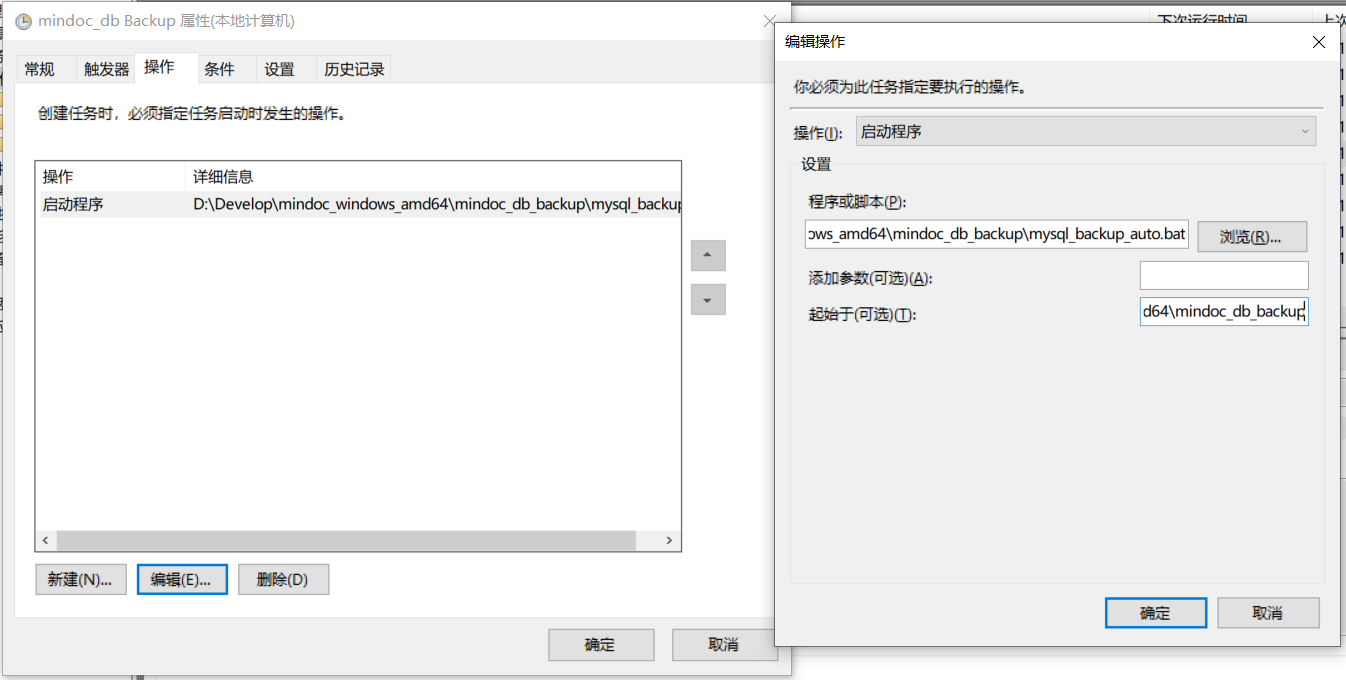 mindoc_db Backup 属性(本地计算机)
常规 触发器 操作 条件 设置 历史记录
创建任务时，必须指定任务启动时发生的操作。
操作 详细信息
启动程序 D:\Develop\mindoc_windows_amd64\mindoc_db_backup\mysql_backup
新建(N)... 编辑(E)... 删除(D)
确定 取消
下次运行时间 上次
编辑操作
你必须为此任务指定要执行的操作。
操作(I): 启动程序
设置
程序或脚本(P):
ows_amd64\mindoc_db_backup\mysql_backup_auto.bat 浏览(R)...
添加参数(可选)(A):
起始于(可选)(T): d64\mindoc_db_backup
确定 取消